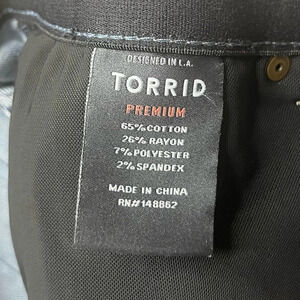 DESIGNED IN L.A.
TORRID
PREMIUM
65% COTTON
26% RAYON
7% POLYESTER
2% SPANDEX
MADE IN CHINA
RN#148862